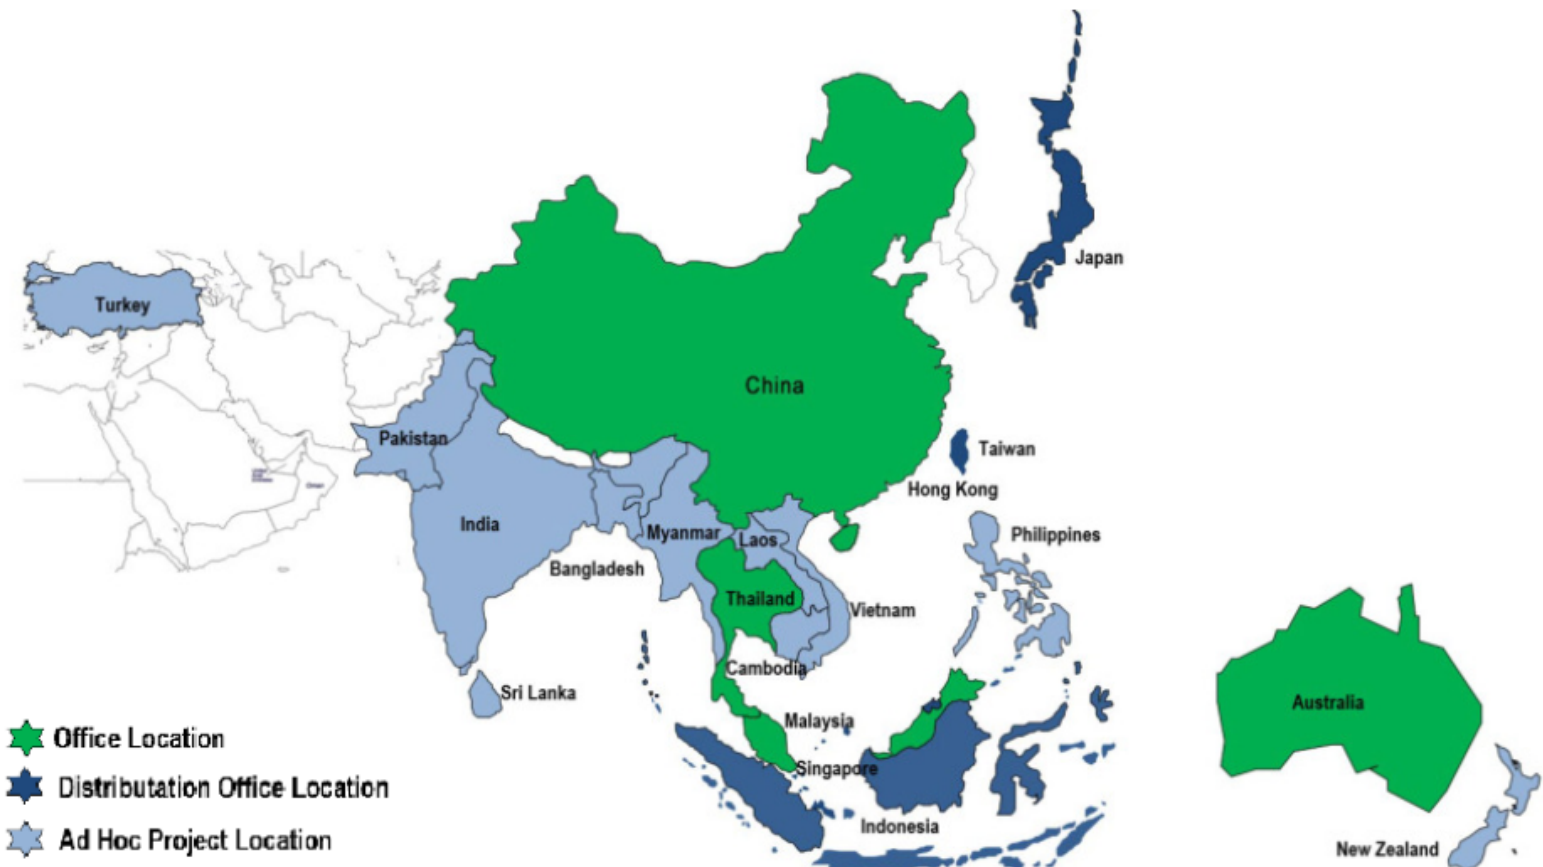 Japan
Turkey
China
Pakistan
Taiwan
Hong Kong
India
Myanmar
Laos
Philippines
Bangladesh
Thailand
Vietnam
Cambodia
Sri Lanka
Australia
Malaysia
Office Location
Singapore
Distributation Office Location
Indonesia
Ad Hoc Project Location
New Zealand
Oman